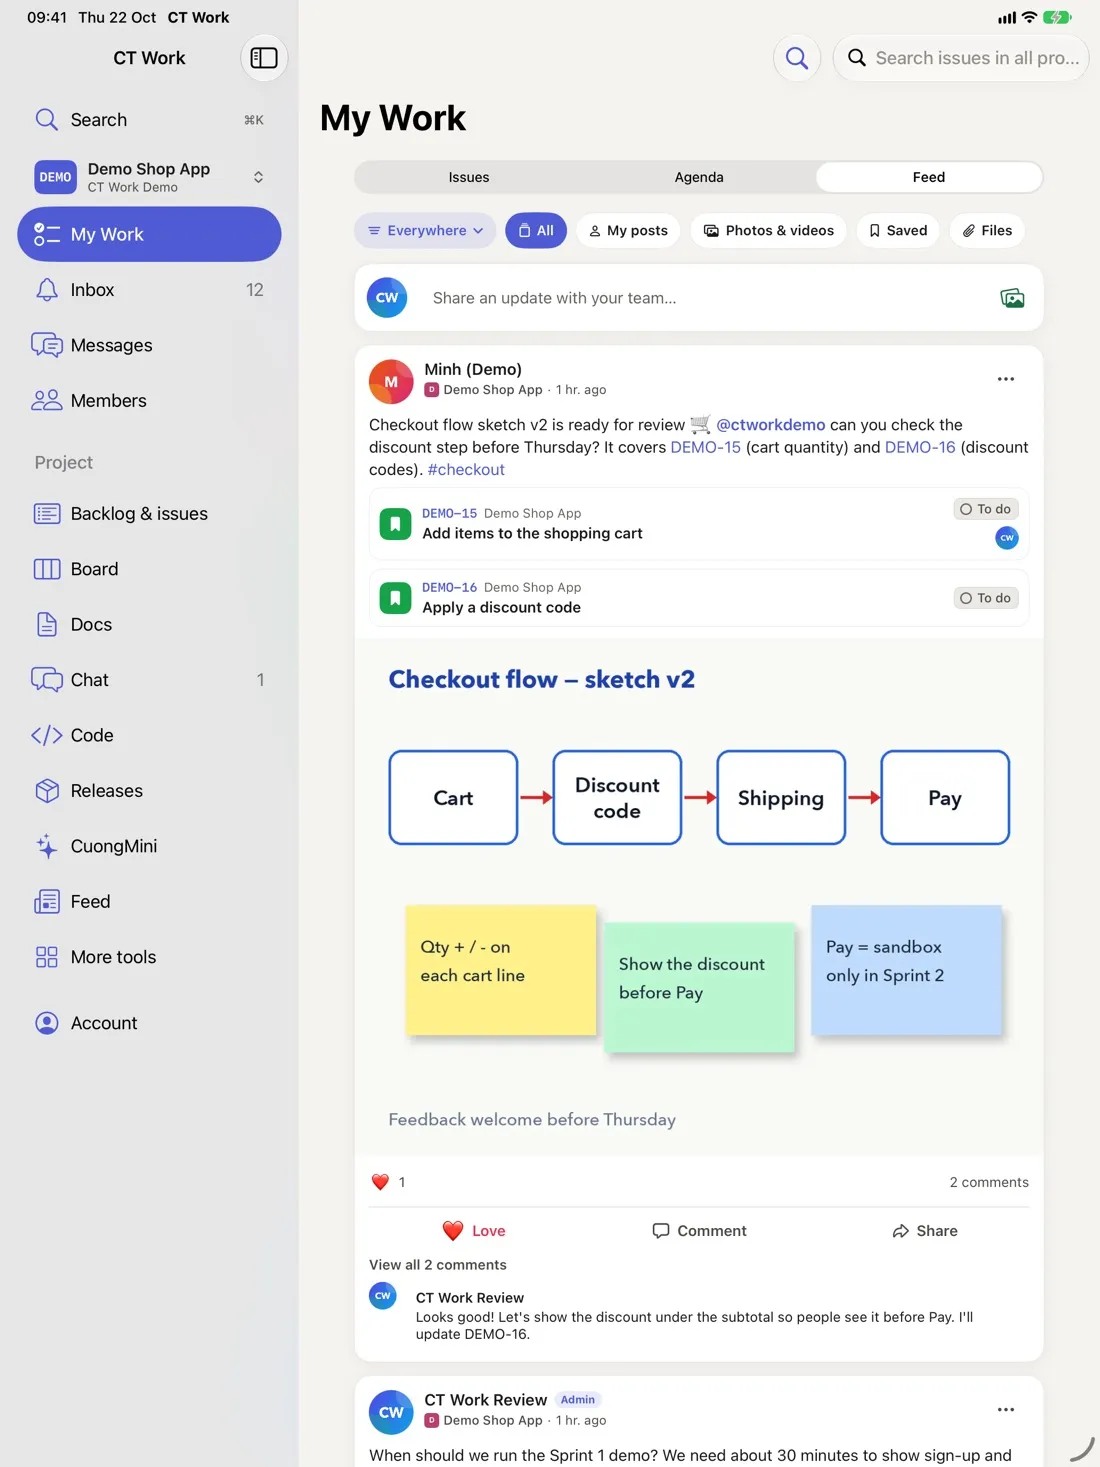 09:41 Thu 22 Oct CT Work
CT Work
Search issues in all pro...
Search ⌘K
DEMO Demo Shop App
CT Work Demo
My Work
Inbox 12
Messages
Members
Project
Backlog & issues
Board
Docs
Chat 1
Code
Releases
CuongMini
Feed
More tools
Account
My Work
Issues Agenda Feed
Everywhere All My posts Photos & videos Saved Files
CW Share an update with your team...
M Minh (Demo)
D Demo Shop App · 1 hr. ago
Checkout flow sketch v2 is ready for review 🛒 @ctworkdemo can you check the
discount step before Thursday? It covers DEMO-15 (cart quantity) and DEMO-16 (discount
codes). #checkout
DEMO-15 Demo Shop App To do
Add items to the shopping cart CW
DEMO-16 Demo Shop App To do
Apply a discount code
Checkout flow – sketch v2
Cart Discount code Shipping Pay
Qty + / - on
each cart line
Show the discount
before Pay
Pay = sandbox
only in Sprint 2
Feedback welcome before Thursday
❤️ 1 2 comments
❤️ Love Comment Share
View all 2 comments
CW CT Work Review
Looks good! Let's show the discount under the subtotal so people see it before Pay. I'll
update DEMO-16.
CW CT Work Review Admin
D Demo Shop App · 1 hr. ago
When should we run the Sprint 1 demo? We need about 30 minutes to show sign-up and